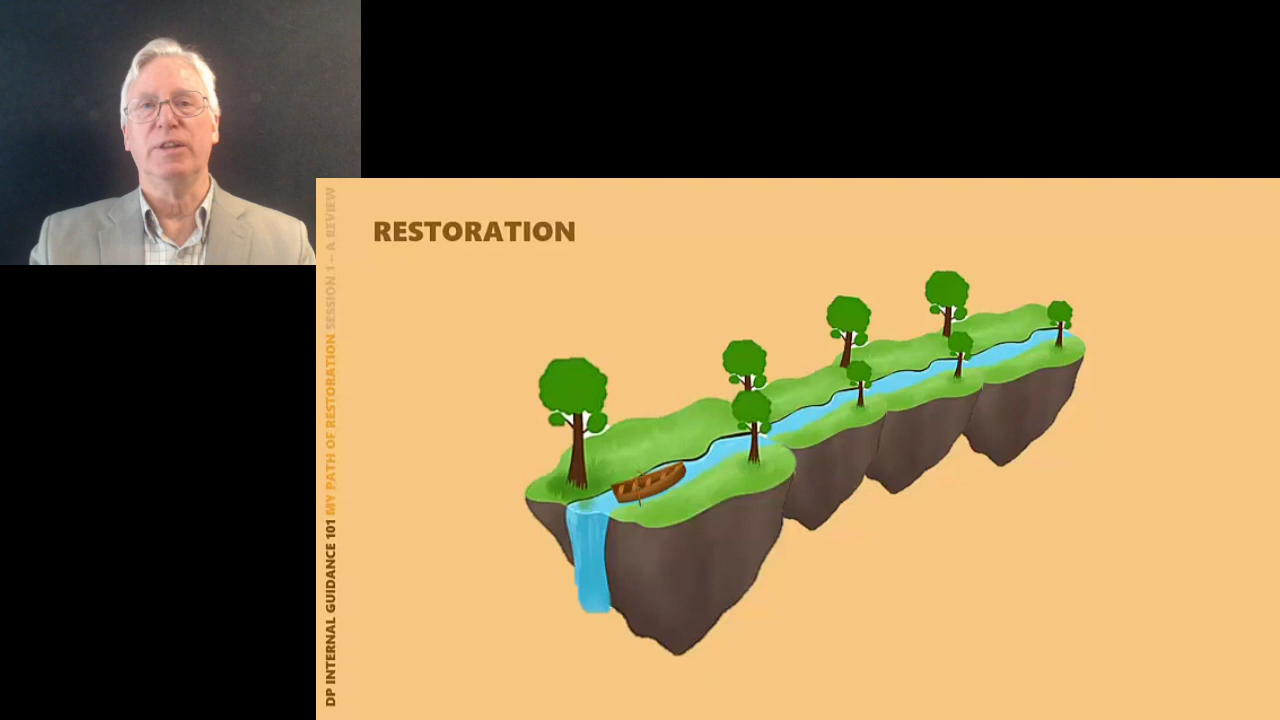 RESTORATION
DP INTERNAL GUIDANCE 101 MY PATH OF RESTORATION SESSION 1 – A REVIEW